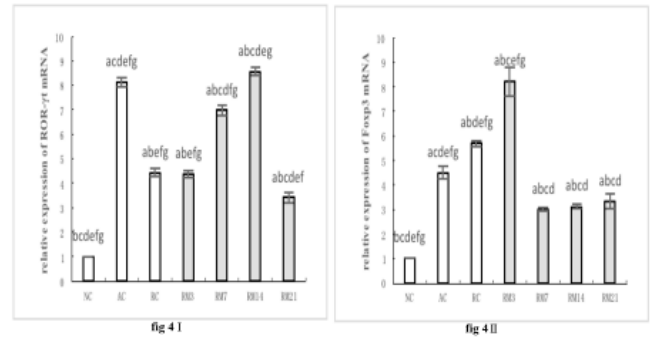 10
9
8
7
6
5
4
3
2
1
relative expression of ROR-γt mRNA
bcdefg
acdefg
abefg
abefg
abcdfg
abcdeg
abcdef
NC AC RC RM3 RM7 RM14 RM21
fig 4 I
10
9
8
7
6
5
4
3
2
1
0
relative expression of Foxp3 mRNA
bcdefg
acdefg
abdefg
abcefg
abcd
abcd
abcd
NC AC RC RM3 RM7 RM14 RM21
fig 4 II